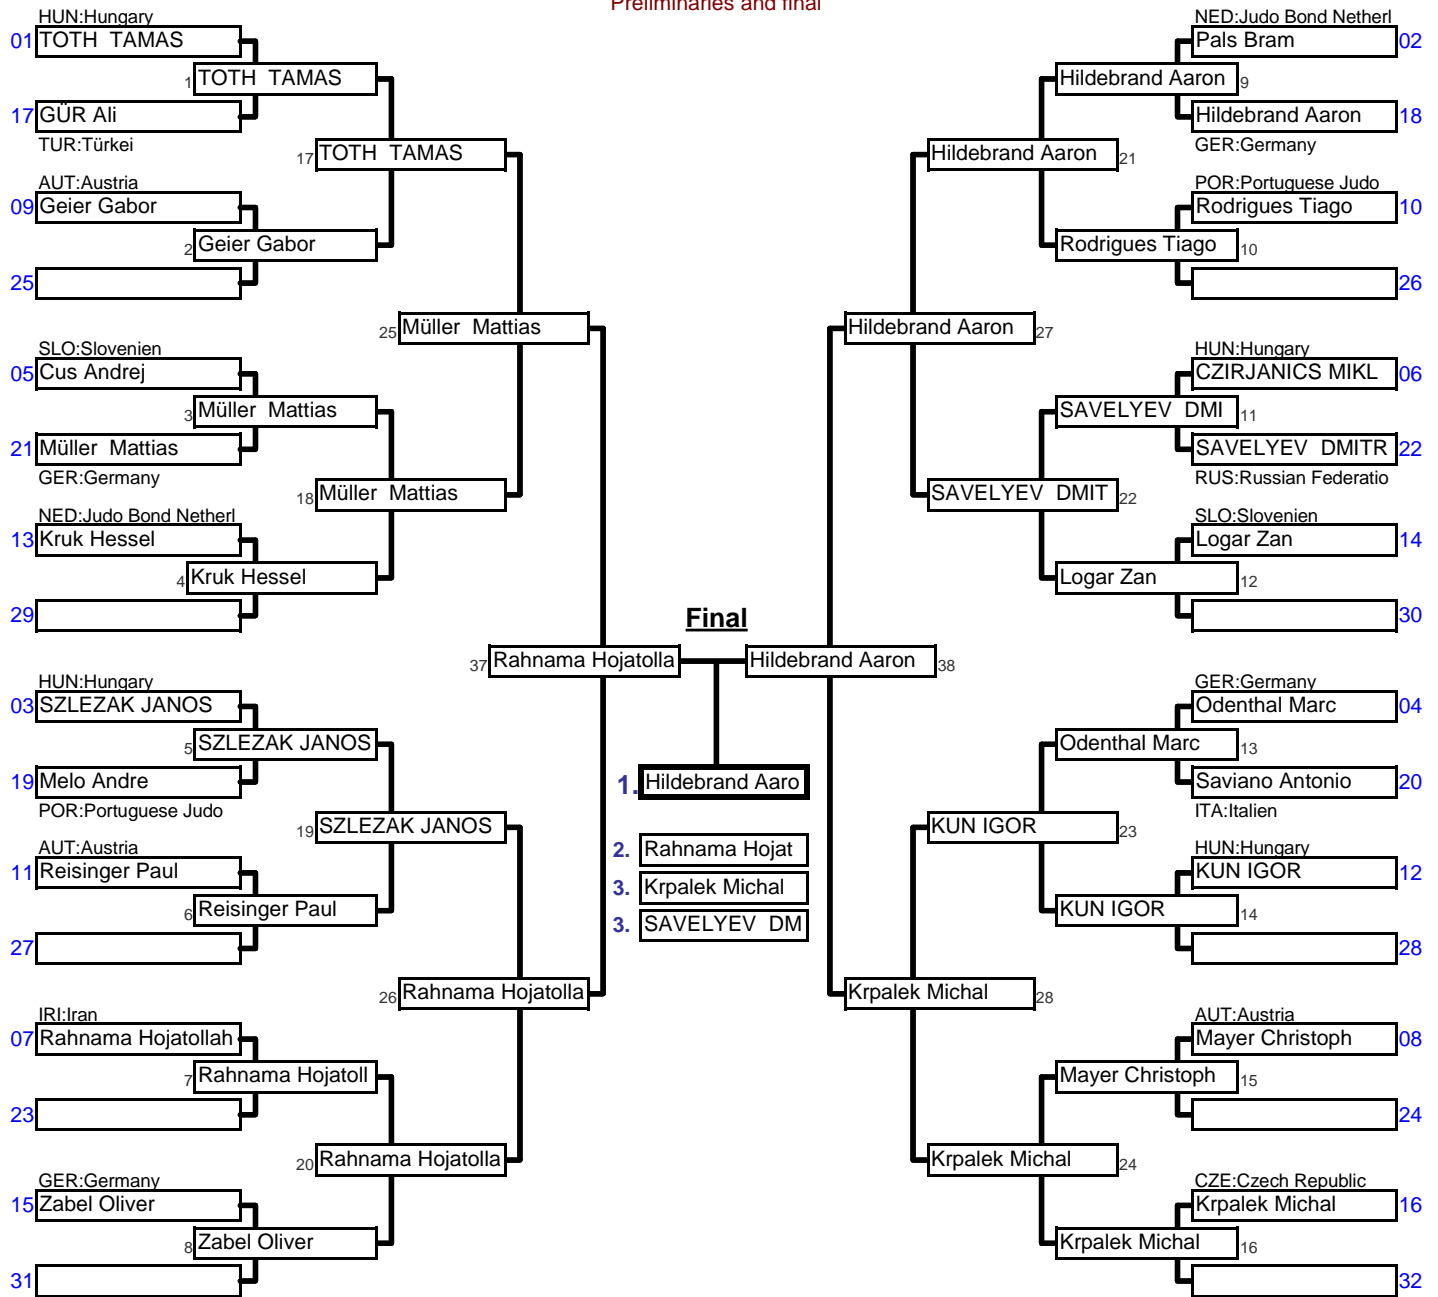 Preliminaries and final
HUN:Hungary
01 TOTH  TAMAS
1 TOTH  TAMAS
17 GÜR Ali
TUR:Türkei
17 TOTH  TAMAS
AUT:Austria
09 Geier Gabor
2 Geier Gabor
25
25 Müller  Mattias
SLO:Slovenien
05 Cus Andrej
3 Müller  Mattias
21 Müller  Mattias
GER:Germany
18 Müller  Mattias
NED:Judo Bond Netherl
13 Kruk Hessel
4 Kruk Hessel
29
37 Rahnama Hojatolla
HUN:Hungary
03 SZLEZAK JANOS
5 SZLEZAK JANOS
19 Melo Andre
POR:Portuguese Judo
19 SZLEZAK JANOS
AUT:Austria
11 Reisinger Paul
6 Reisinger Paul
27
26 Rahnama Hojatolla
IRI:Iran
07 Rahnama Hojatollah
7 Rahnama Hojatoll
23
20 Rahnama Hojatolla
GER:Germany
15 Zabel Oliver
8 Zabel Oliver
31
Final
1. Hildebrand Aaro
2. Rahnama Hojat
3. Krpalek Michal
3. SAVELYEV  DM
NED:Judo Bond Netherl
Pals Bram 02
Hildebrand Aaron 9
Hildebrand Aaron 18
GER:Germany
Hildebrand Aaron 21
POR:Portuguese Judo
Rodrigues Tiago 10
Rodrigues Tiago 10
26
Hildebrand Aaron 27
HUN:Hungary
CZIRJANICS MIKL 06
SAVELYEV  DMI 11
SAVELYEV  DMITR 22
RUS:Russian Federatio
SAVELYEV  DMIT 22
SLO:Slovenien
Logar Zan 14
Logar Zan 12
30
Hildebrand Aaron 38
GER:Germany
Odenthal Marc 04
Odenthal Marc 13
Saviano Antonio 20
ITA:Italien
KUN IGOR 23
HUN:Hungary
KUN IGOR 12
KUN IGOR 14
28
Krpalek Michal 28
AUT:Austria
Mayer Christoph 08
Mayer Christoph 15
24
Krpalek Michal 24
CZE:Czech Republic
Krpalek Michal 16
Krpalek Michal 16
32